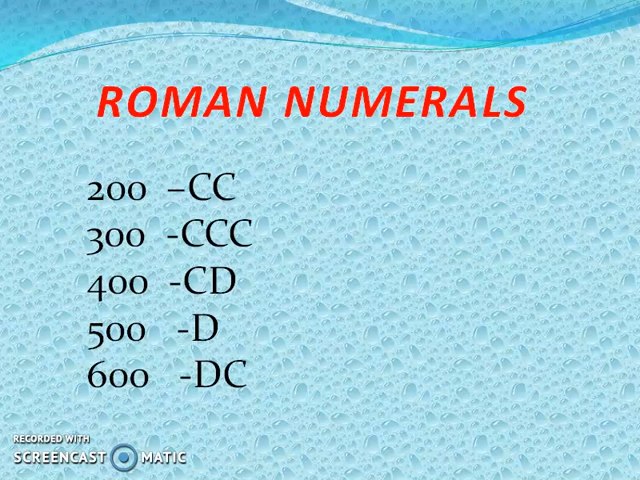 ROMAN NUMERALS
200 –CC
300 -CCC
400 -CD
500 -D
600 -DC
RECORDED WITH
SCREENCAST MATIC